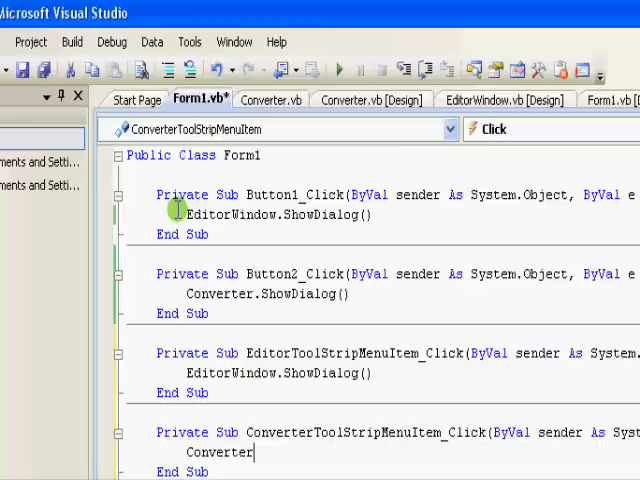 Microsoft Visual Studio
Project Build Debug Data Tools Window Help
Start Page Form1.vb* Converter.vb Converter.vb [Design] EditorWindow.vb [Design] Form1.vb [D
ConverterToolStripMenuItem Click
ments and Setti...
ments and Setti...
Public Class Form1
Private Sub Button1_Click(ByVal sender As System.Object, ByVal e
EditorWindow.ShowDialog()
End Sub
Private Sub Button2_Click(ByVal sender As System.Object, ByVal e
Converter.ShowDialog()
End Sub
Private Sub EditorToolStripMenuItem_Click(ByVal sender As System.
EditorWindow.ShowDialog()
End Sub
Private Sub ConverterToolStripMenuItem_Click(ByVal sender As Syst
Converter
End Sub